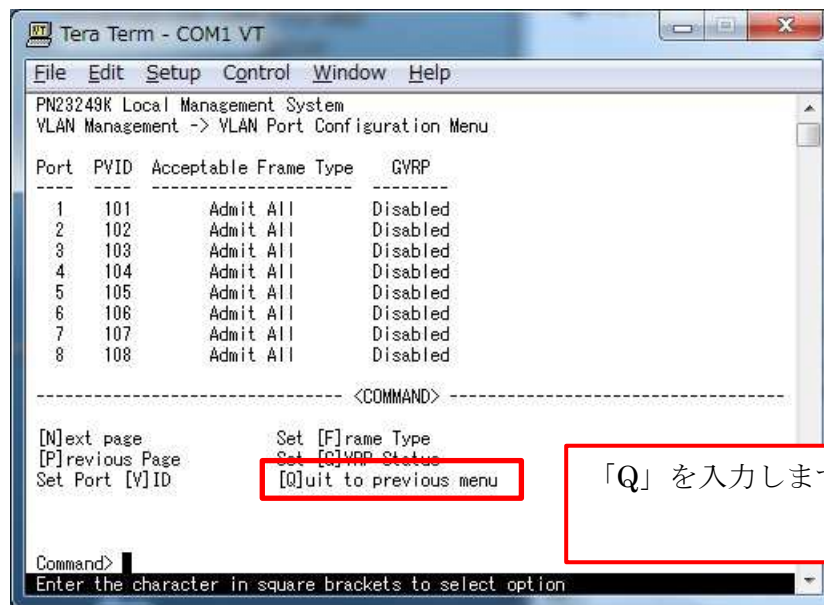 Tera Term - COM1 VT
File Edit Setup Control Window Help
PN23249K Local Management System
VLAN Management -> VLAN Port Configuration Menu
Port PVID Acceptable Frame Type GVRP
---- ---- --------------------- --------
1 101 Admit All Disabled
2 102 Admit All Disabled
3 103 Admit All Disabled
4 104 Admit All Disabled
5 105 Admit All Disabled
6 106 Admit All Disabled
7 107 Admit All Disabled
8 108 Admit All Disabled
-------------------------------- <COMMAND> -----------------------------------
[N]ext page Set [F]rame Type
[P]revious Page Set [G]VRP Status
Set Port [V]ID [Q]uit to previous menu
「Q」を入力しま
Command>
Enter the character in square brackets to select option